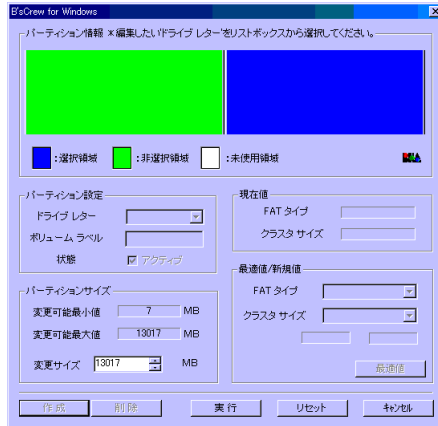 B'sCrew for Windows
パーティション情報 ※編集したい'ドライブ レター'をリストボックスから選択してください。
:選択領域 :非選択領域 :未使用領域
パーティション設定
ドライブ レター
ボリューム ラベル
状態 アクティブ
現在値
FAT タイプ
クラスタ サイズ
パーティションサイズ
変更可能最小値 7 MB
変更可能最大値 13017 MB
変更サイズ 13017 MB
最適値/新規値
FAT タイプ
クラスタ サイズ
最適値
作成 削除 実行 リセット キャンセル